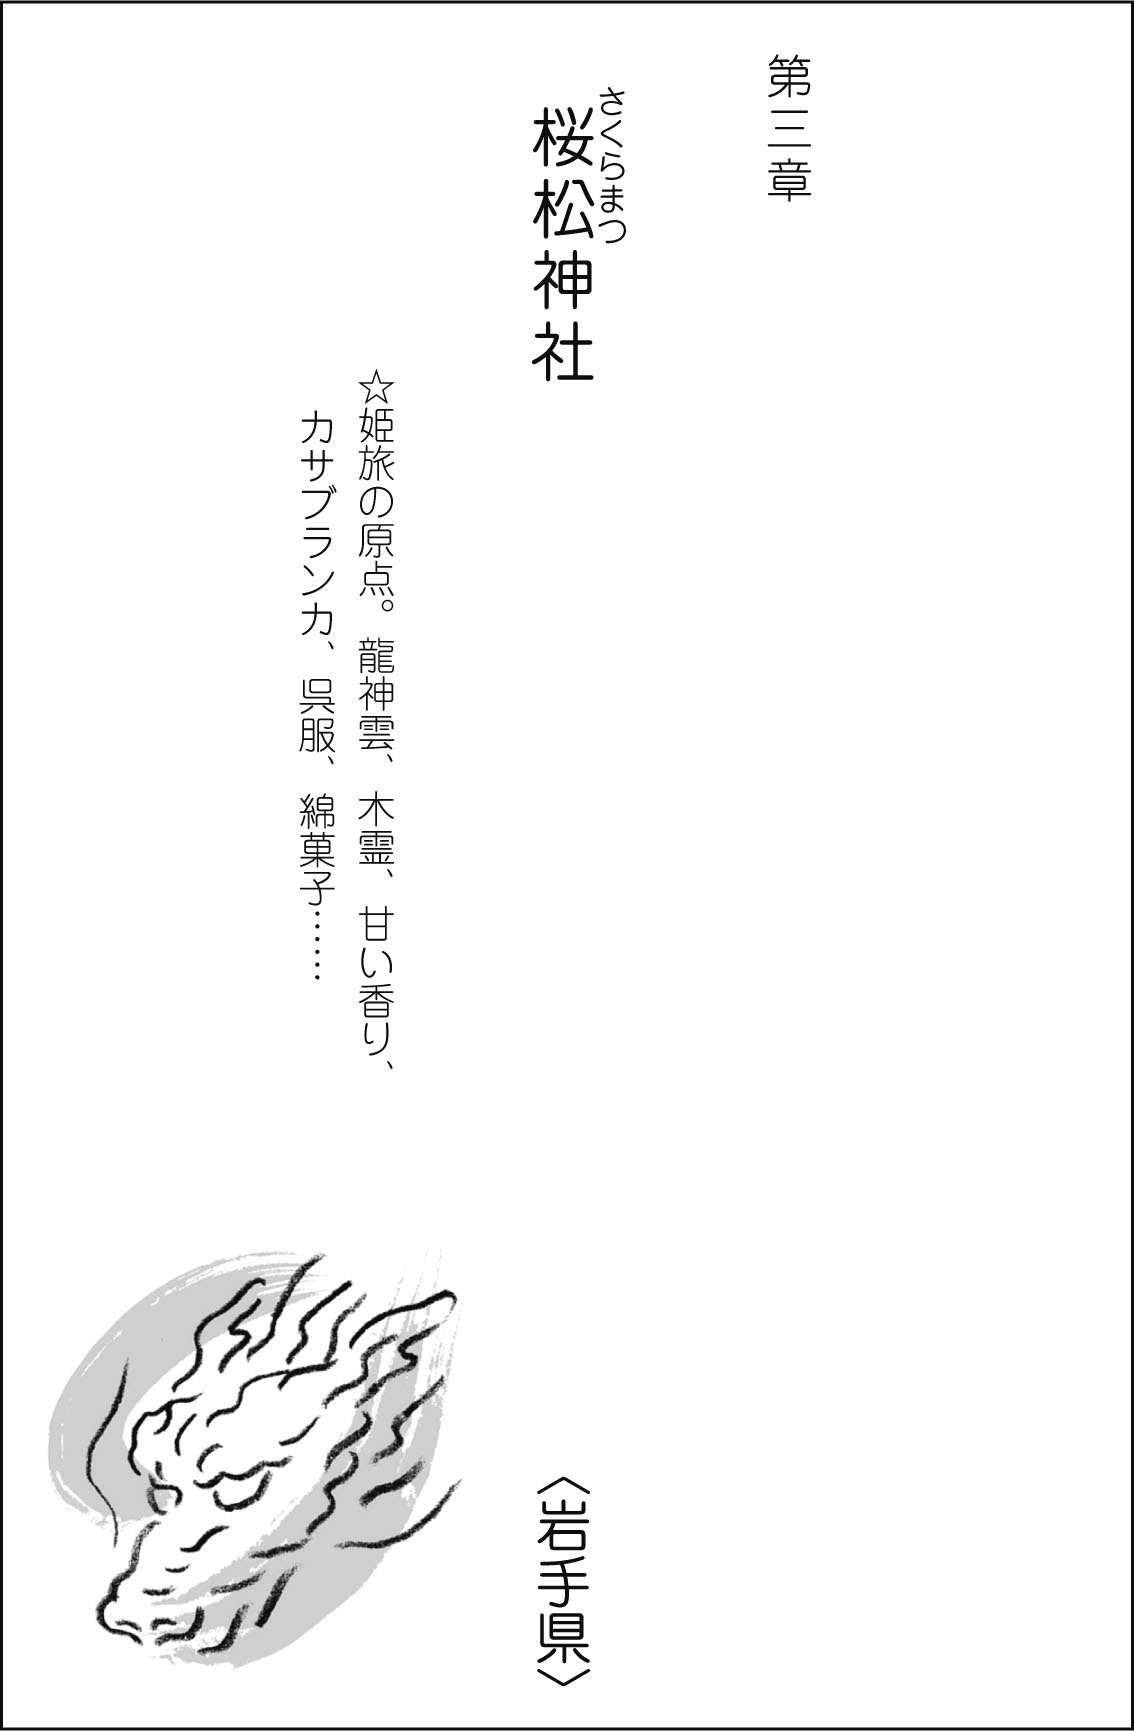 第三章
さくらまつ
桜松神社
〈岩手県〉
☆姫旅の原点。龍神雲、木霊、甘い香り、
カサブランカ、呉服、綿菓子……